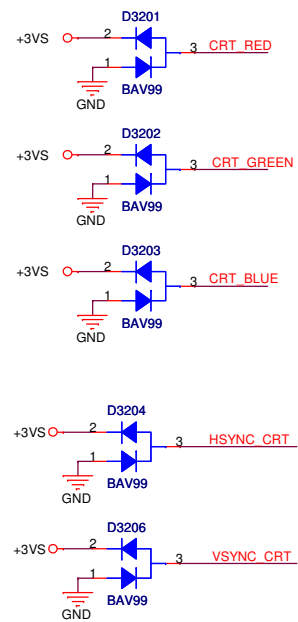 D3201
+3VS 2
3 CRT_RED
1
GND BAV99
D3202
+3VS 2
3 CRT_GREEN
1
GND BAV99
D3203
+3VS 2
3 CRT_BLUE
1
GND BAV99
D3204
+3VS 2
3 HSYNC_CRT
1
GND BAV99
D3206
+3VS 2
3 VSYNC_CRT
1
GND BAV99